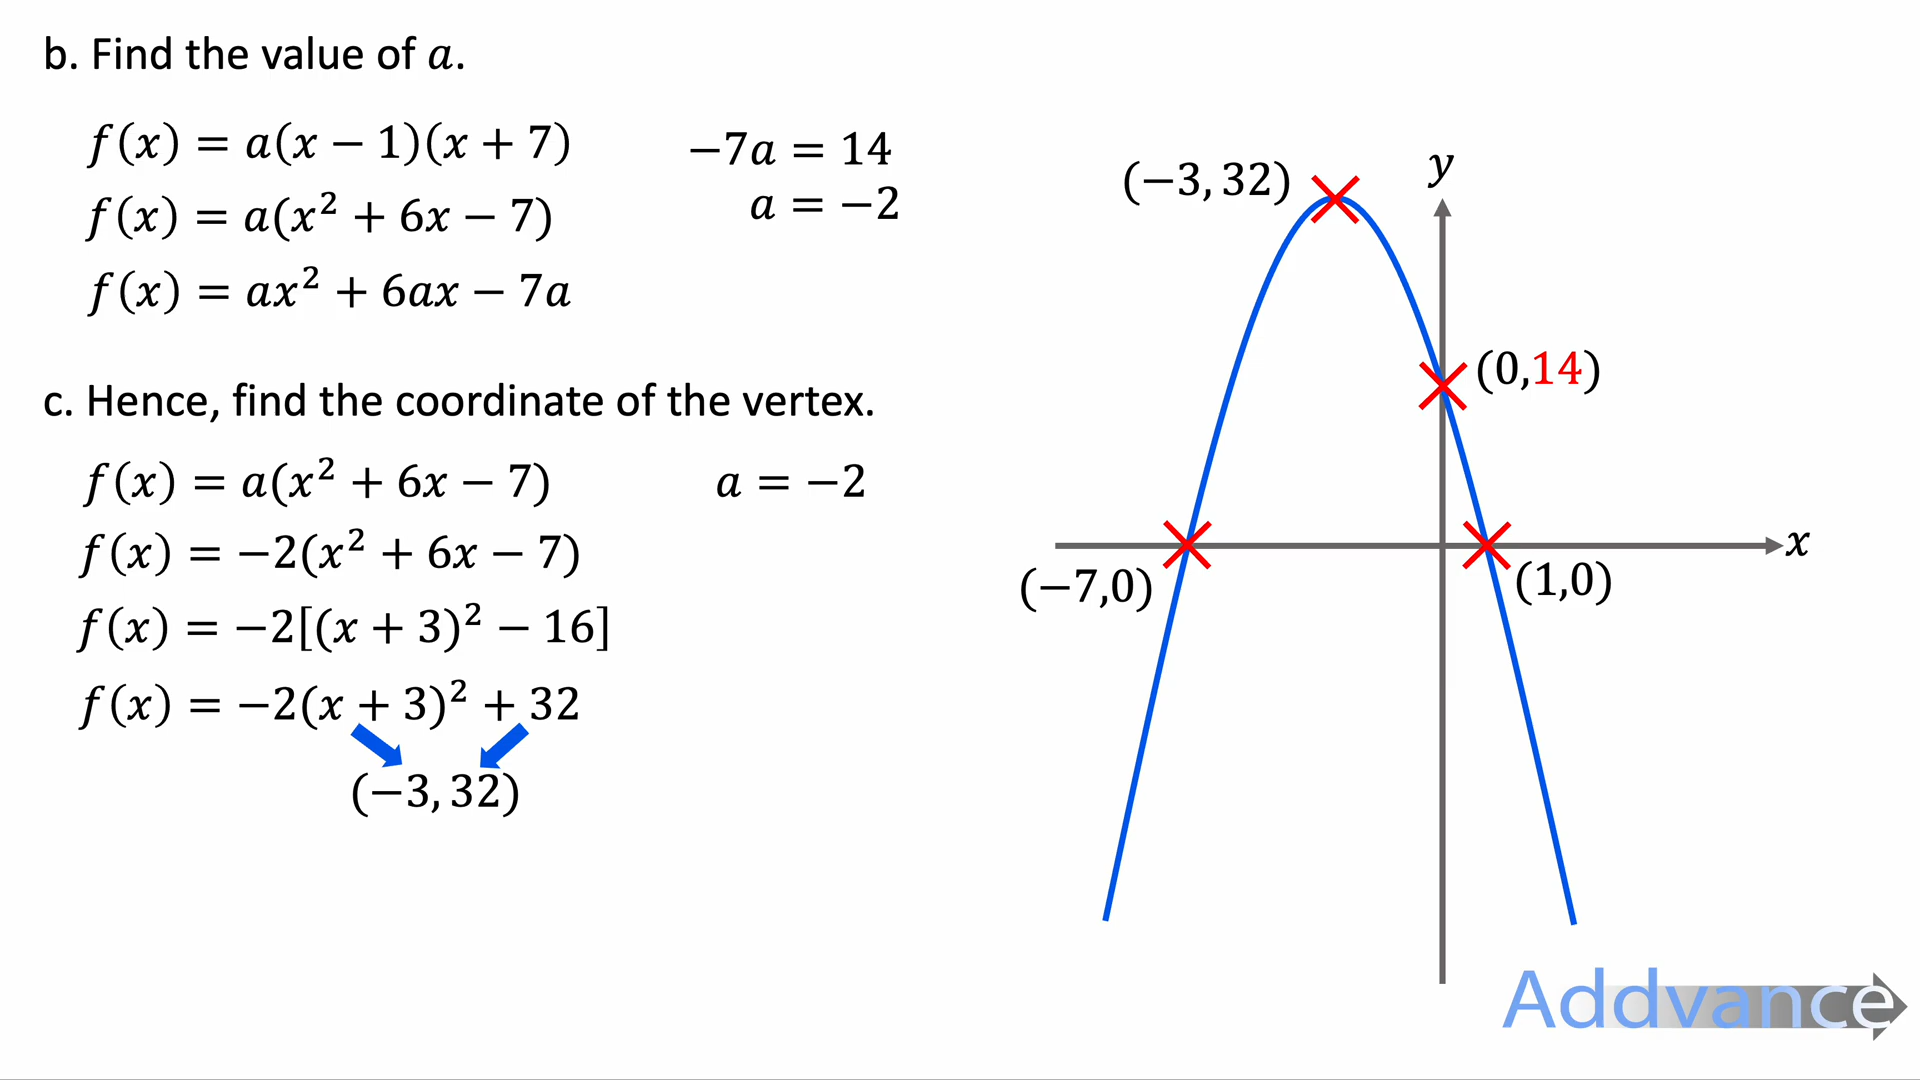 b. Find the value of a.
f(x) = a(x − 1)(x + 7)
f(x) = a(x² + 6x − 7)
f(x) = ax² + 6ax − 7a
−7a = 14
a = −2
c. Hence, find the coordinate of the vertex.
f(x) = a(x² + 6x − 7)
a = −2
f(x) = −2(x² + 6x − 7)
f(x) = −2[(x + 3)² − 16]
f(x) = −2(x + 3)² + 32
(−3, 32)
(−3, 32)
y
(0,14)
x
(−7,0)
(1,0)
Addvance